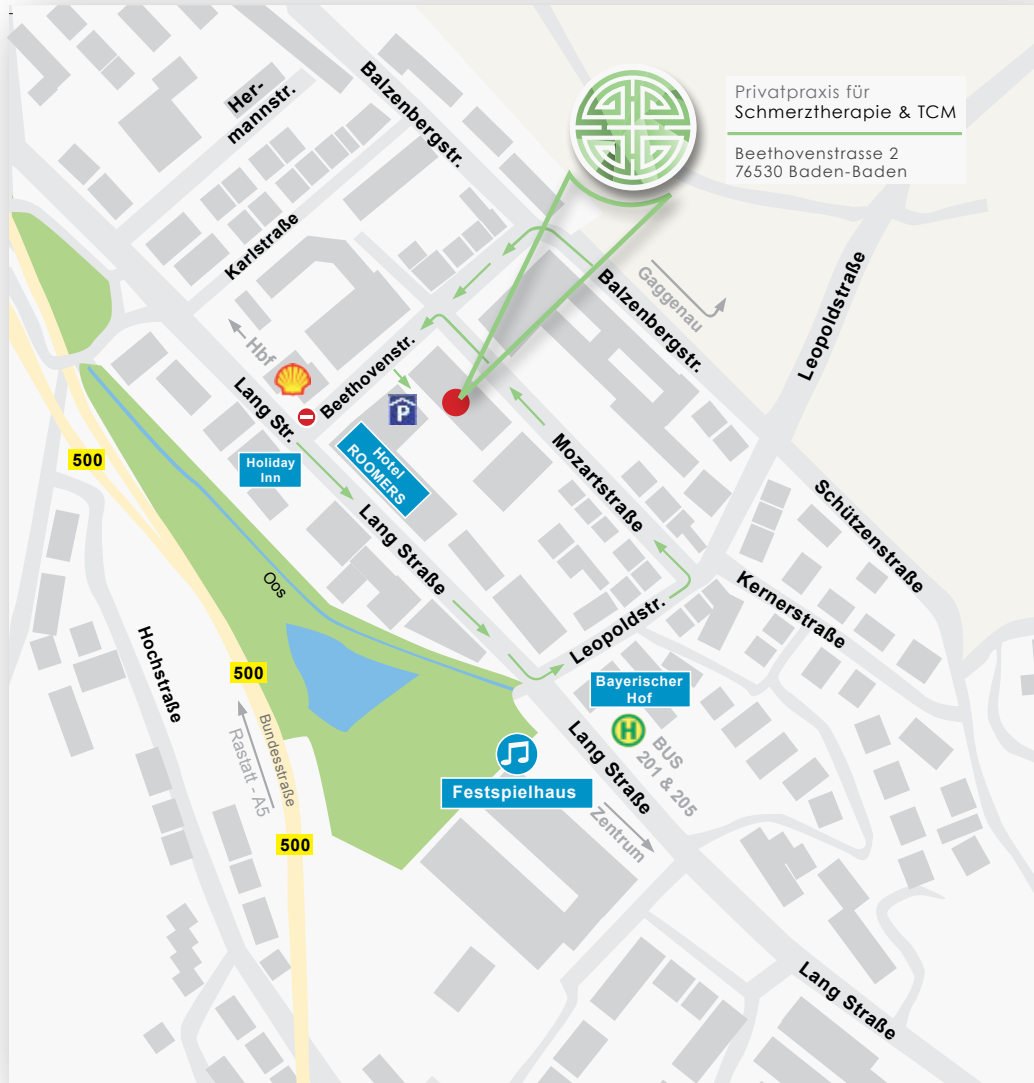 Privatpraxis für
Schmerztherapie & TCM
Beethovenstrasse 2
76530 Baden-Baden
Balzenbergstr.
Her-
mannstr.
Karlstraße
Leopoldstraße
Gaggenau
Balzenbergstr.
Hbf
Beethovenstr.
P
Lang Str.
Holiday
Inn
Hotel
ROOMERS
500
Mozartstraße
Schützenstraße
Lang Straße
Oos
Kernerstraße
Leopoldstr.
Hochstraße
500
Bayerischer
Hof
H
BUS
201 & 205
Bundesstraße
Rastatt - A5
Lang Straße
Festspielhaus
Zentrum
500
Lang Straße